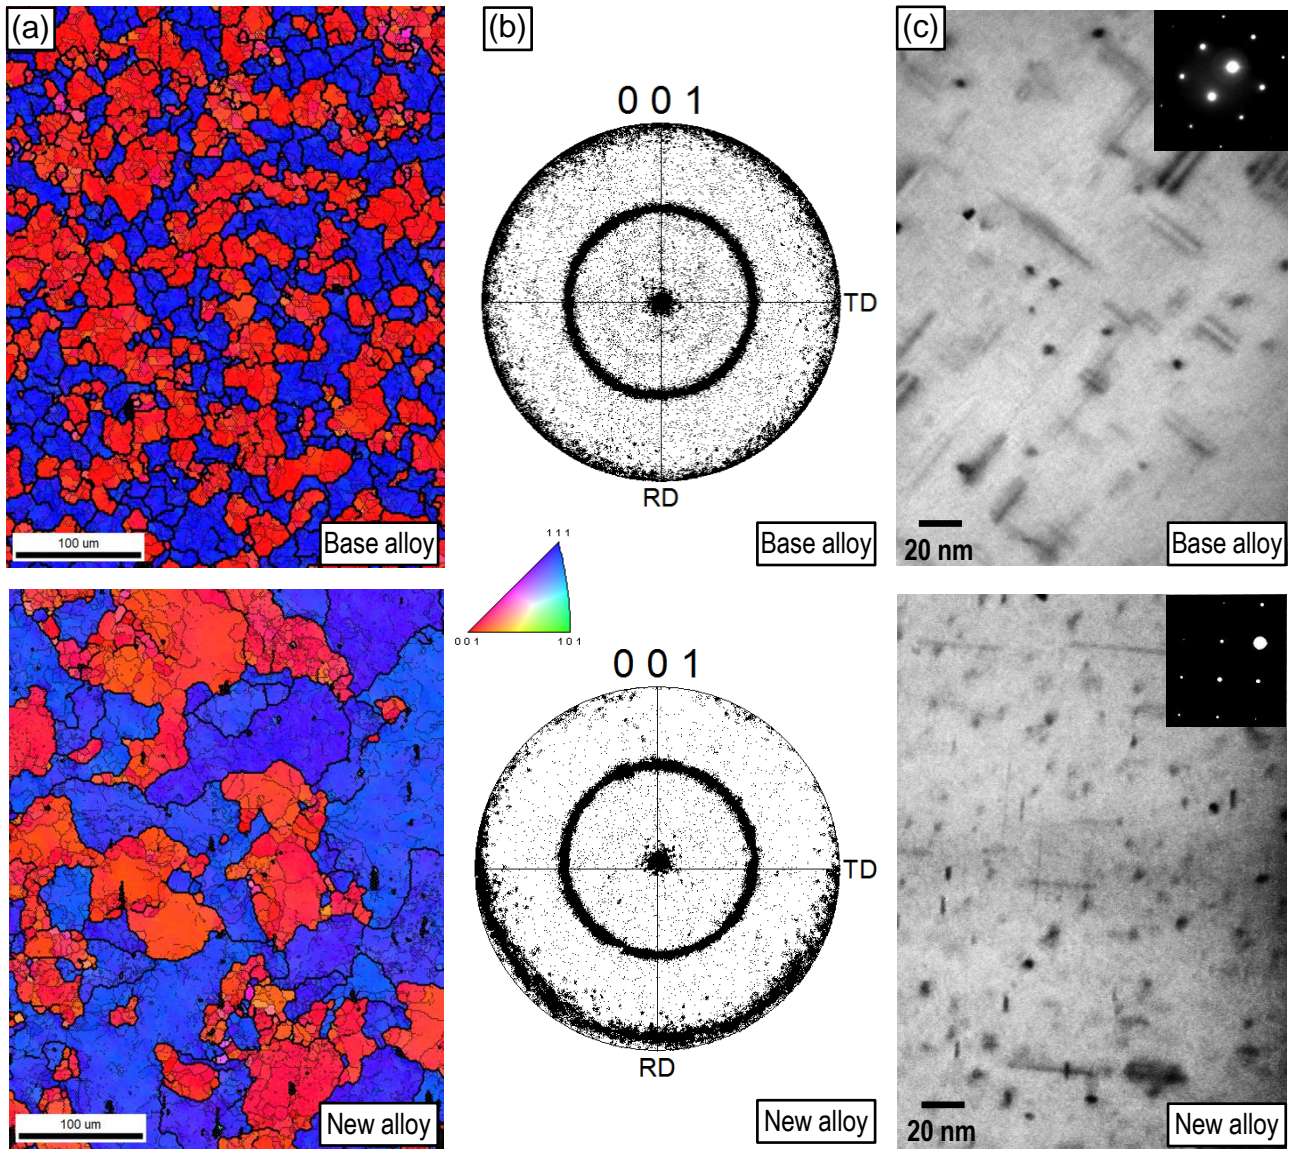 (a)
100 um
Base alloy
(b)
0 0 1
TD
RD
Base alloy
(c)
20 nm
Base alloy
1 1 1
0 0 1
1 0 1
100 um
New alloy
0 0 1
TD
RD
New alloy
20 nm
New alloy